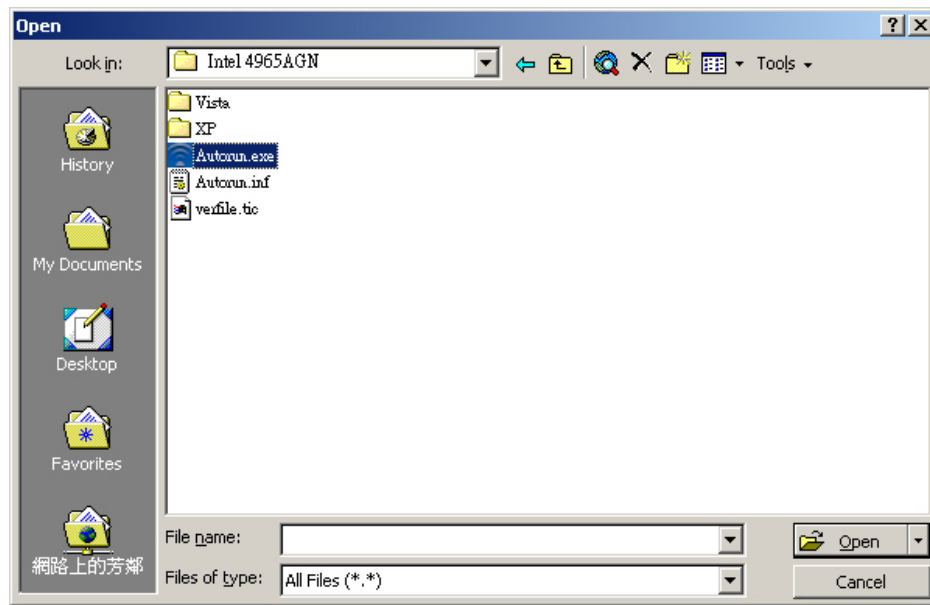 Open
Look in:
Intel 4965AGN
Tools
Vista
XP
Autorun.exe
Autorun.inf
verfile.tic
History
My Documents
Desktop
Favorites
網路上的芳鄰
File name:
Open
Files of type:
All Files (*.*)
Cancel